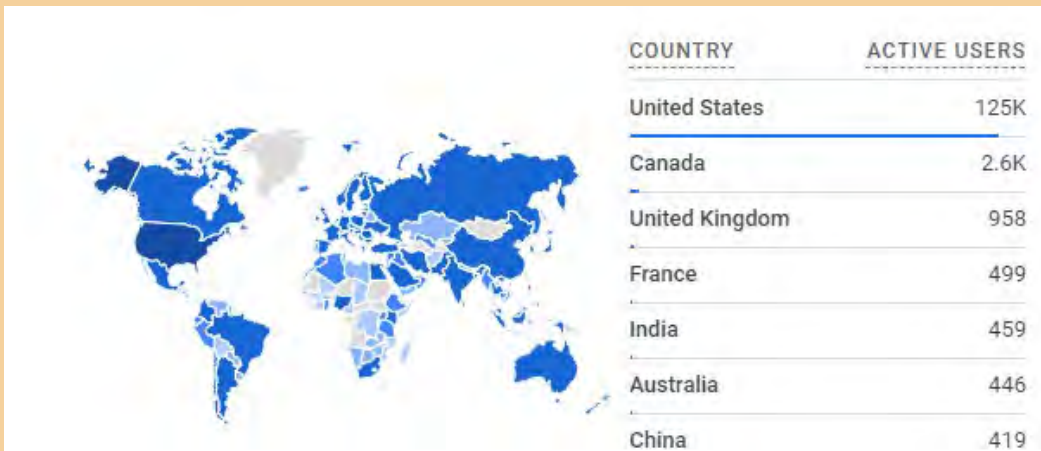 COUNTRY ACTIVE USERS
United States 125K
Canada 2.6K
United Kingdom 958
France 499
India 459
Australia 446
China 419